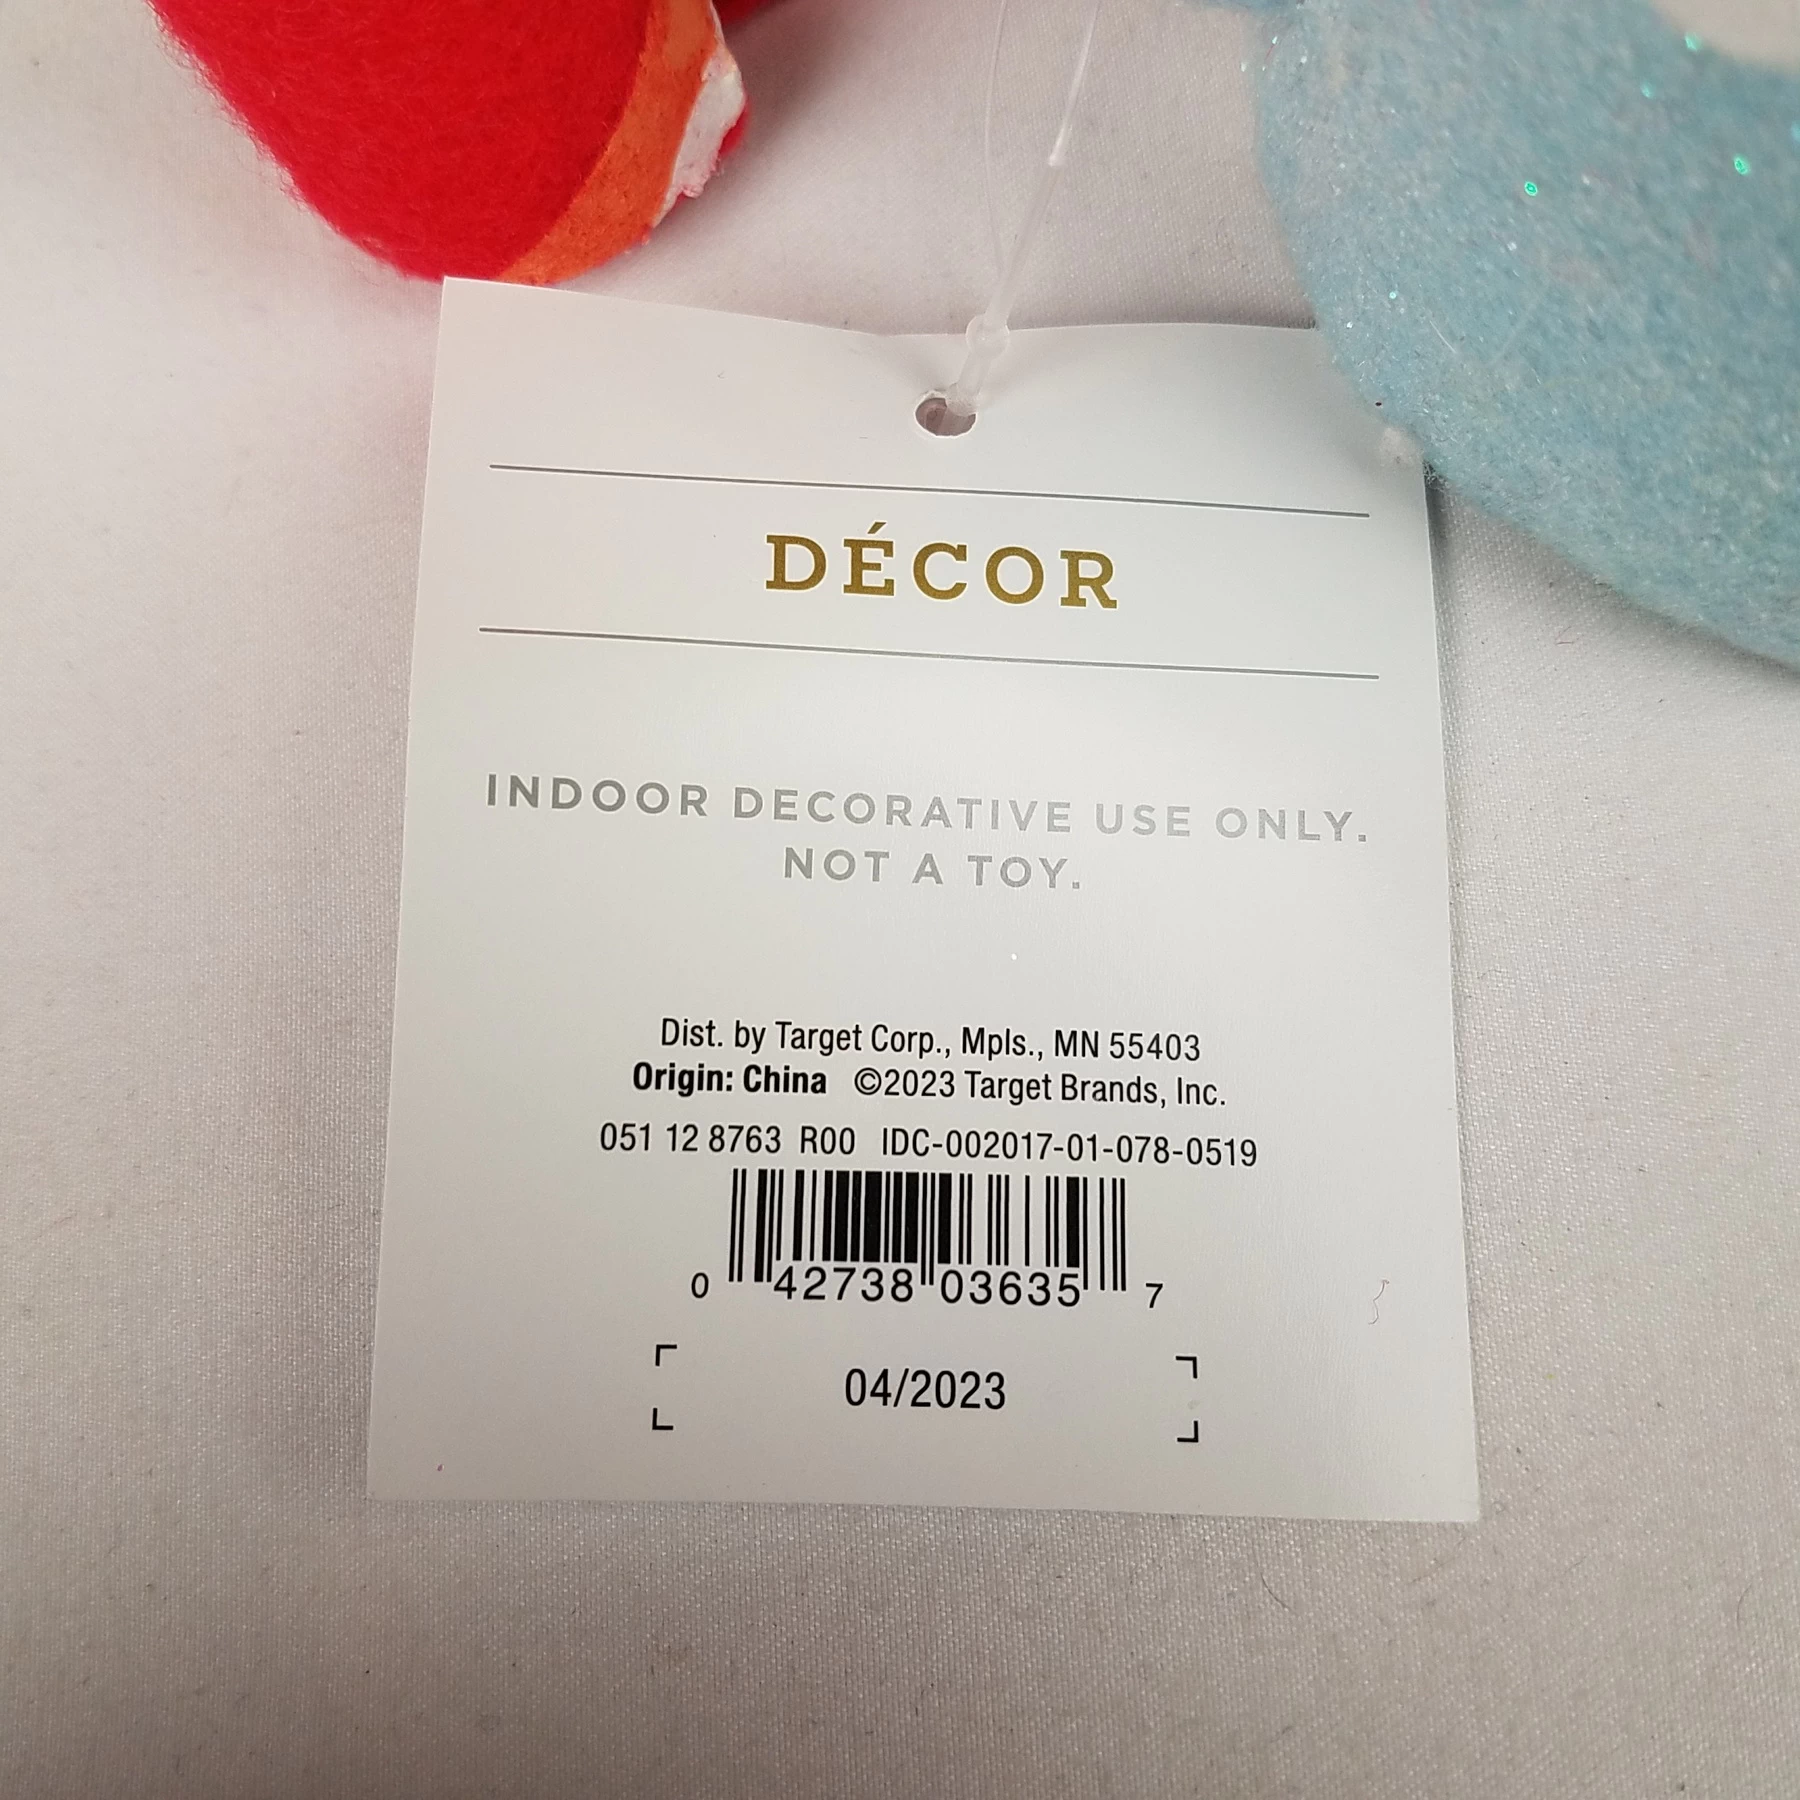 DÉCOR
INDOOR DECORATIVE USE ONLY.
NOT A TOY.
Dist. by Target Corp., Mpls., MN 55403
Origin: China ©2023 Target Brands, Inc.
051 12 8763 R00 IDC-002017-01-078-0519
0 42738 03635 7
04/2023